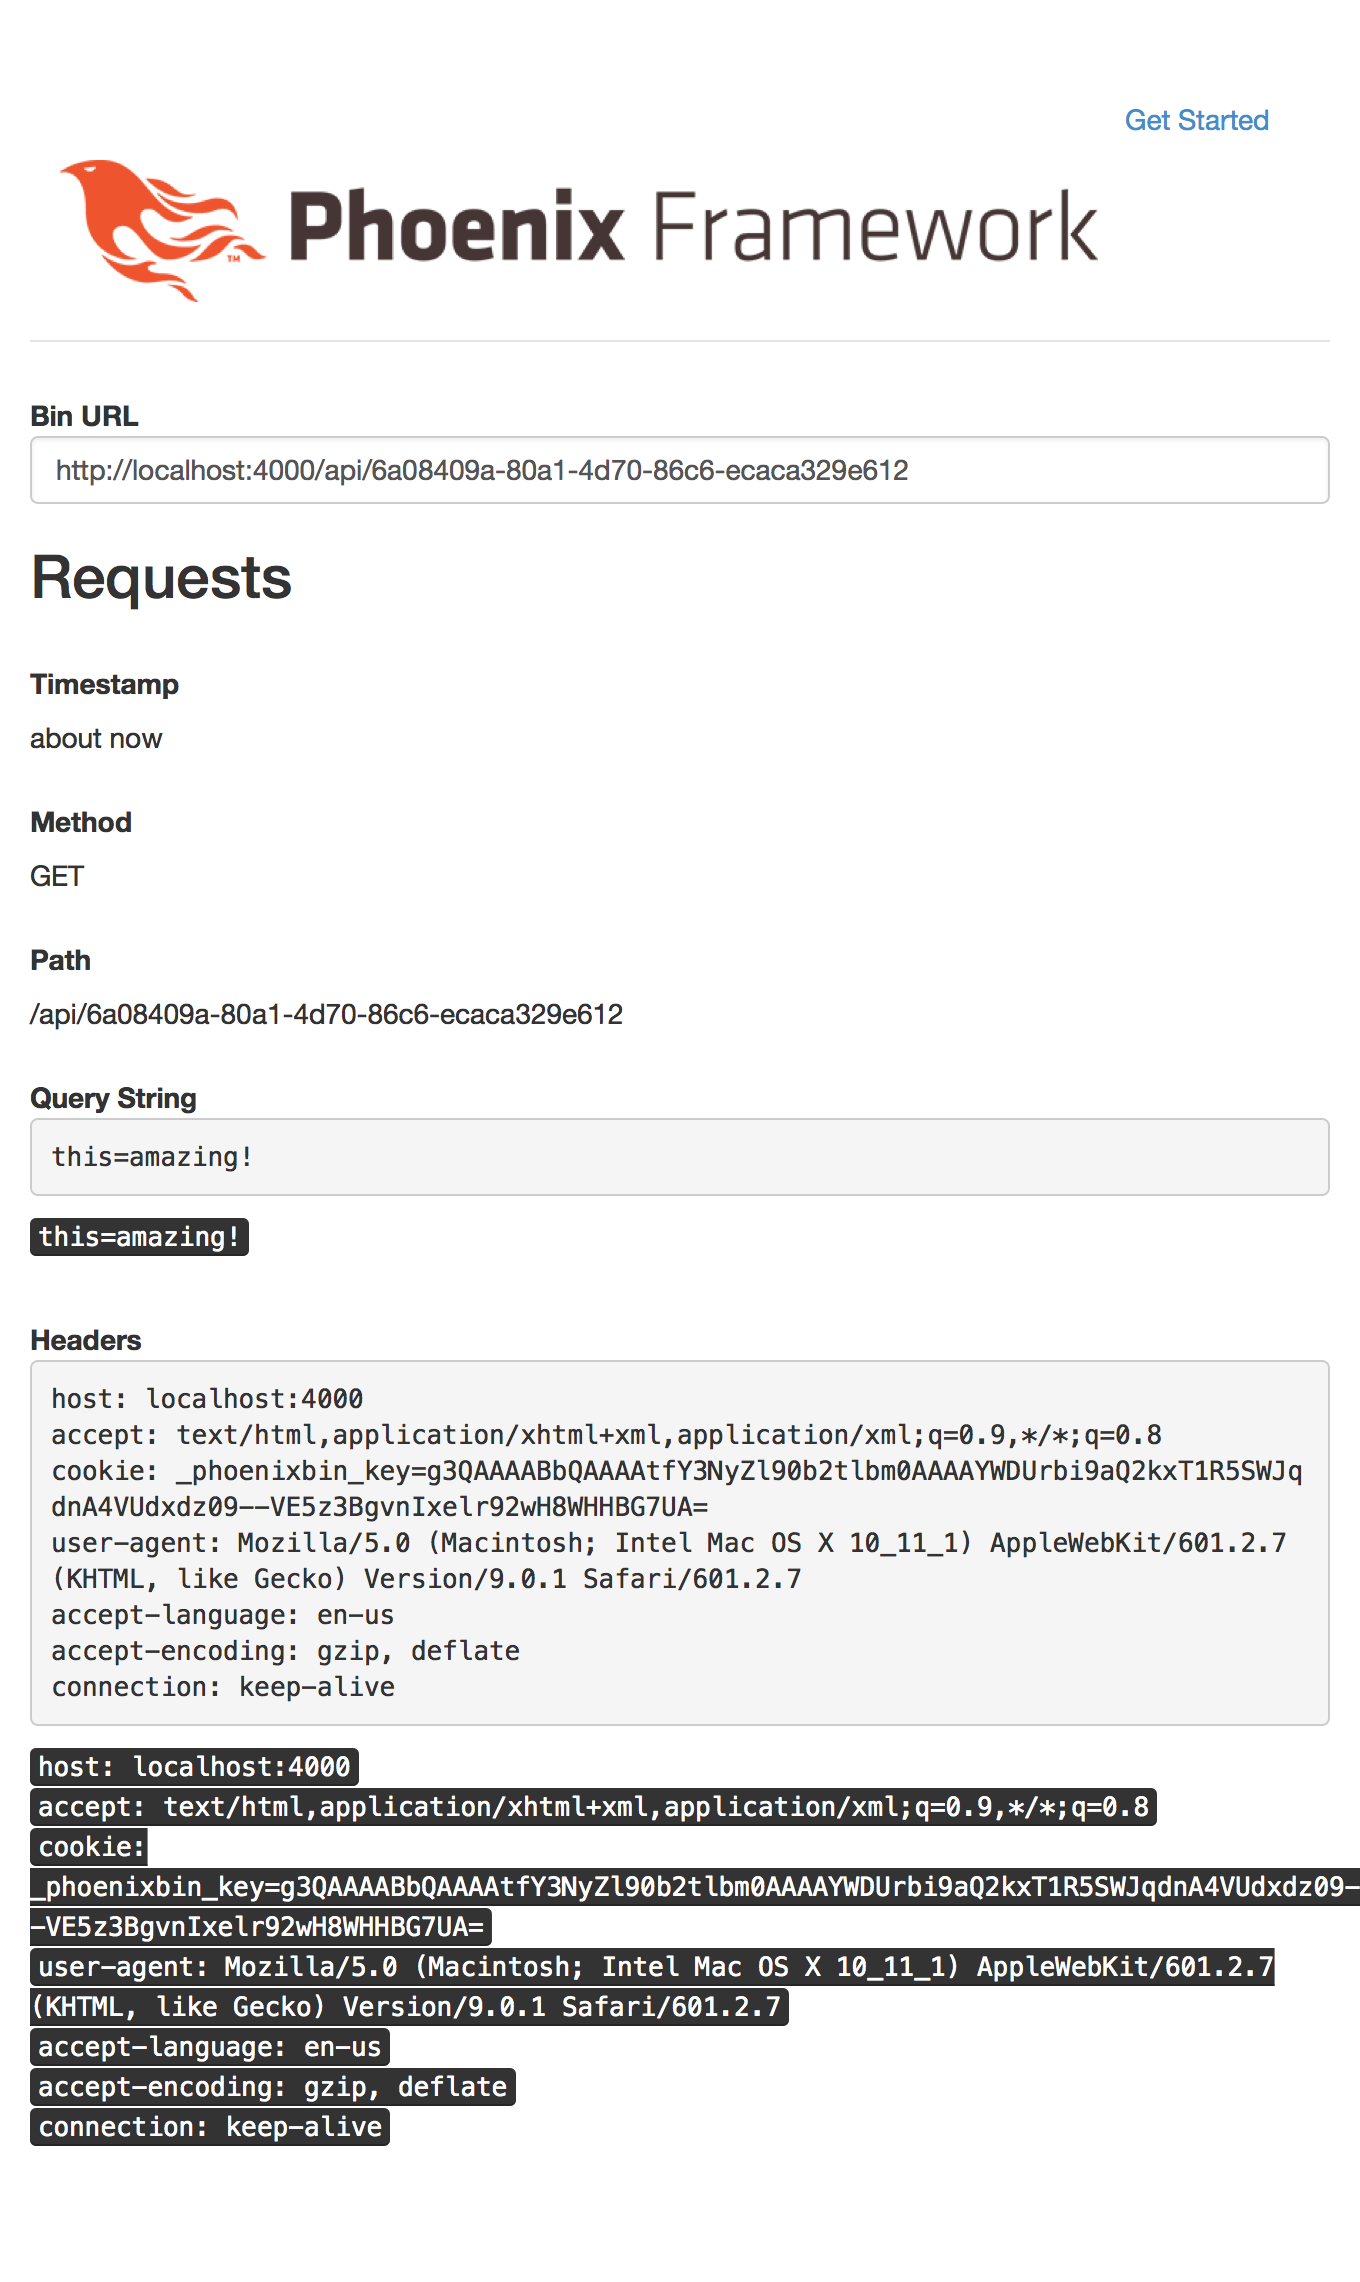 Get Started
Phoenix Framework
TM
Bin URL
http://localhost:4000/api/6a08409a-80a1-4d70-86c6-ecaca329e612
Requests
Timestamp
about now
Method
GET
Path
/api/6a08409a-80a1-4d70-86c6-ecaca329e612
Query String
this=amazing!
this=amazing!
Headers
host: localhost:4000
accept: text/html,application/xhtml+xml,application/xml;q=0.9,*/*;q=0.8
cookie: _phoenixbin_key=g3QAAAABbQAAAAtfY3NyZl90b2tlbm0AAAAYWDUrbi9aQ2kxT1R5SWJq
dnA4VUdxdz09--VE5z3BgvnIxelr92wH8WHHBG7UA=
user-agent: Mozilla/5.0 (Macintosh; Intel Mac OS X 10_11_1) AppleWebKit/601.2.7
(KHTML, like Gecko) Version/9.0.1 Safari/601.2.7
accept-language: en-us
accept-encoding: gzip, deflate
connection: keep-alive
host: localhost:4000
accept: text/html,application/xhtml+xml,application/xml;q=0.9,*/*;q=0.8
cookie:
_phoenixbin_key=g3QAAAABbQAAAAtfY3NyZl90b2tlbm0AAAAYWDUrbi9aQ2kxT1R5SWJqdnA4VUdxdz09-
-VE5z3BgvnIxelr92wH8WHHBG7UA=
user-agent: Mozilla/5.0 (Macintosh; Intel Mac OS X 10_11_1) AppleWebKit/601.2.7
(KHTML, like Gecko) Version/9.0.1 Safari/601.2.7
accept-language: en-us
accept-encoding: gzip, deflate
connection: keep-alive